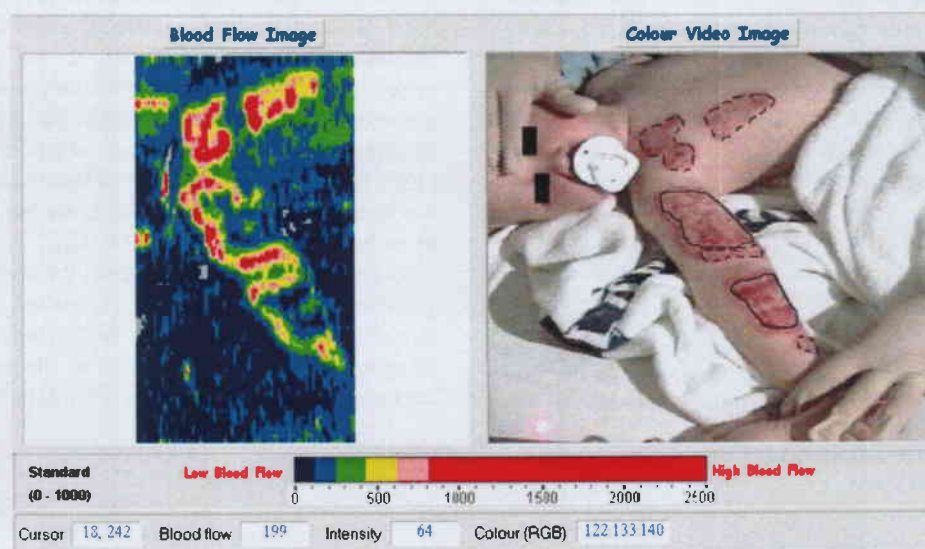 Blood Flow Image
Colour Video Image
Standard
(0 - 1000)
Low Blood Flow
High Blood Flow
0 500 1000 1500 2000 2500
Cursor 18, 242 Blood flow 199 Intensity 64 Colour (RGB) 122 133 140